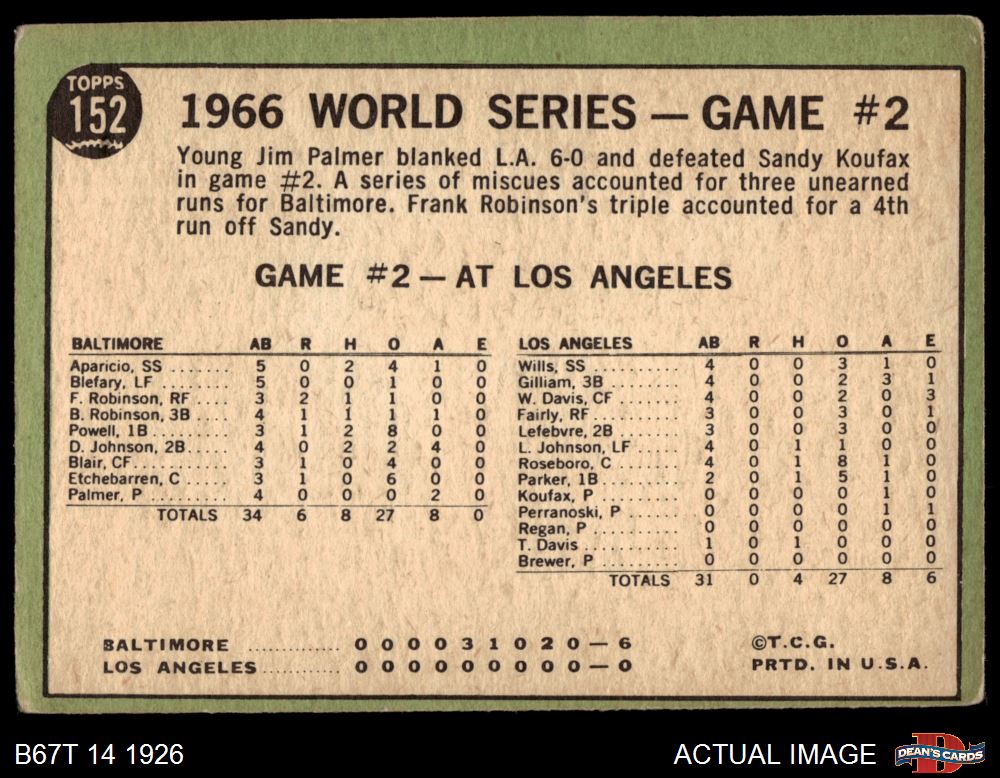 TOPPS
152
1966 WORLD SERIES — GAME #2
Young Jim Palmer blanked L.A. 6-0 and defeated Sandy Koufax
in game #2. A series of miscues accounted for three unearned
runs for Baltimore. Frank Robinson's triple accounted for a 4th
run off Sandy.
GAME #2 — AT LOS ANGELES
BALTIMORE AB R H O A E
Aparicio, SS ....... 5 0 2 4 1 0
Blefary, LF ........ 5 0 0 1 0 0
F. Robinson, RF .... 3 2 1 1 0 0
B. Robinson, 3B .... 4 1 1 1 1 0
Powell, 1B ......... 3 1 2 8 0 0
D. Johnson, 2B..... 4 0 2 2 4 0
Blair, CF........... 3 1 0 4 0 0
Etchebarren, C ..... 3 1 0 6 0 0
Palmer, P .......... 4 0 0 0 2 0
TOTALS 34 6 8 27 8 0
LOS ANGELES AB R H O A E
Wills, SS .......... 4 0 0 3 1 0
Gilliam, 3B ........ 4 0 0 2 3 1
W. Davis, CF ....... 4 0 0 2 0 3
Fairly, RF.......... 3 0 0 3 0 1
Lefebvre, 2B ....... 3 0 0 3 0 0
L. Johnson, LF ..... 4 0 1 1 0 0
Roseboro, C ........ 4 0 1 8 1 0
Parker, 1B.......... 2 0 1 5 1 0
Koufax, P .......... 0 0 0 0 1 0
Perranoski, P ...... 0 0 0 0 1 1
Regan, P ........... 0 0 0 0 0 0
T. Davis ........... 1 0 1 0 0 0
Brewer, P .......... 0 0 0 0 0 0
TOTALS 31 0 4 27 8 6
BALTIMORE ............. 0 0 0 0 3 1 0 2 0 — 6
LOS ANGELES ........... 0 0 0 0 0 0 0 0 0 — 0
©T.C.G.
PRTD. IN U.S.A.
B67T 14 1926
ACTUAL IMAGE
D
DEAN'S CARDS